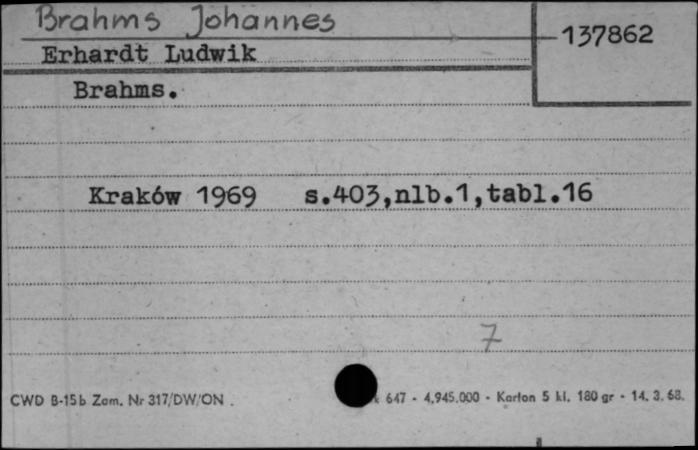 Brahms Johannes
137862
Erhardt Ludwik
Brahms.
Kraków 1969 s.403,nlb.1,tabl.16
7
CWD B-15b Zam. Nr 317/DW/ON . 647 - 4.945.000 - Karton 5 kl. 180 gr - 14. 3. 68.